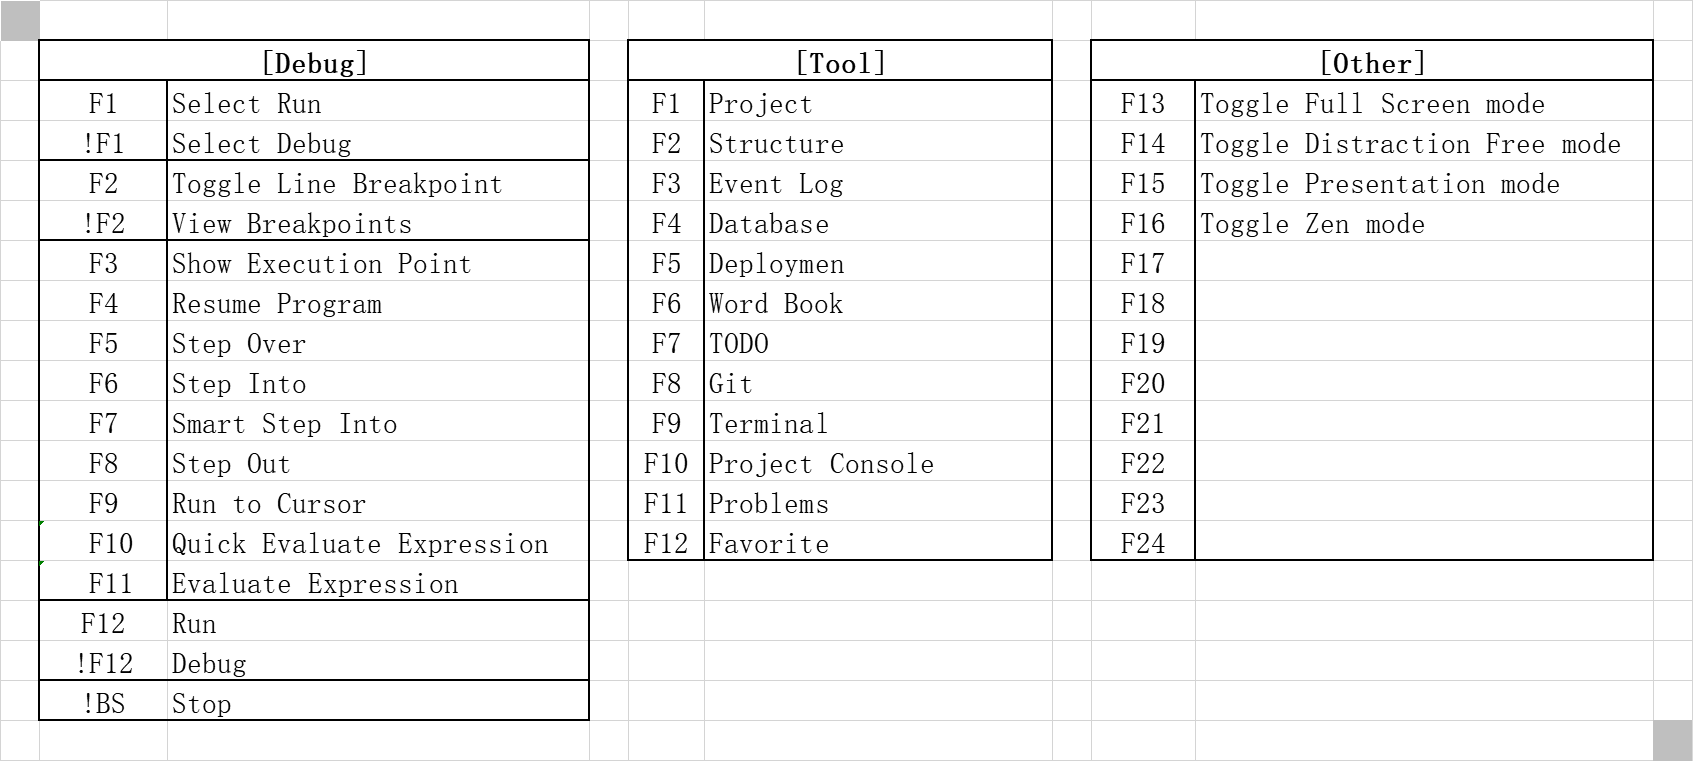 [Debug]
F1 Select Run
!F1 Select Debug
F2 Toggle Line Breakpoint
!F2 View Breakpoints
F3 Show Execution Point
F4 Resume Program
F5 Step Over
F6 Step Into
F7 Smart Step Into
F8 Step Out
F9 Run to Cursor
F10 Quick Evaluate Expression
F11 Evaluate Expression
F12 Run
!F12 Debug
!BS Stop
[Tool]
F1 Project
F2 Structure
F3 Event Log
F4 Database
F5 Deploymen
F6 Word Book
F7 TODO
F8 Git
F9 Terminal
F10 Project Console
F11 Problems
F12 Favorite
[Other]
F13 Toggle Full Screen mode
F14 Toggle Distraction Free mode
F15 Toggle Presentation mode
F16 Toggle Zen mode
F17
F18
F19
F20
F21
F22
F23
F24